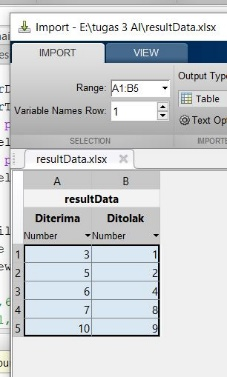 Import - E:\tugas 3 AI\resultData.xlsx
IMPORT VIEW
Output Type
Range: A1:B6
Table
Variable Names Row: 1
Text Op
SELECTION IMPORTE
resultData.xlsx
A B
resultData
Diterima Ditolak
Number Number
1 3 1
2 5 2
3 6 4
4 7 8
5 10 9